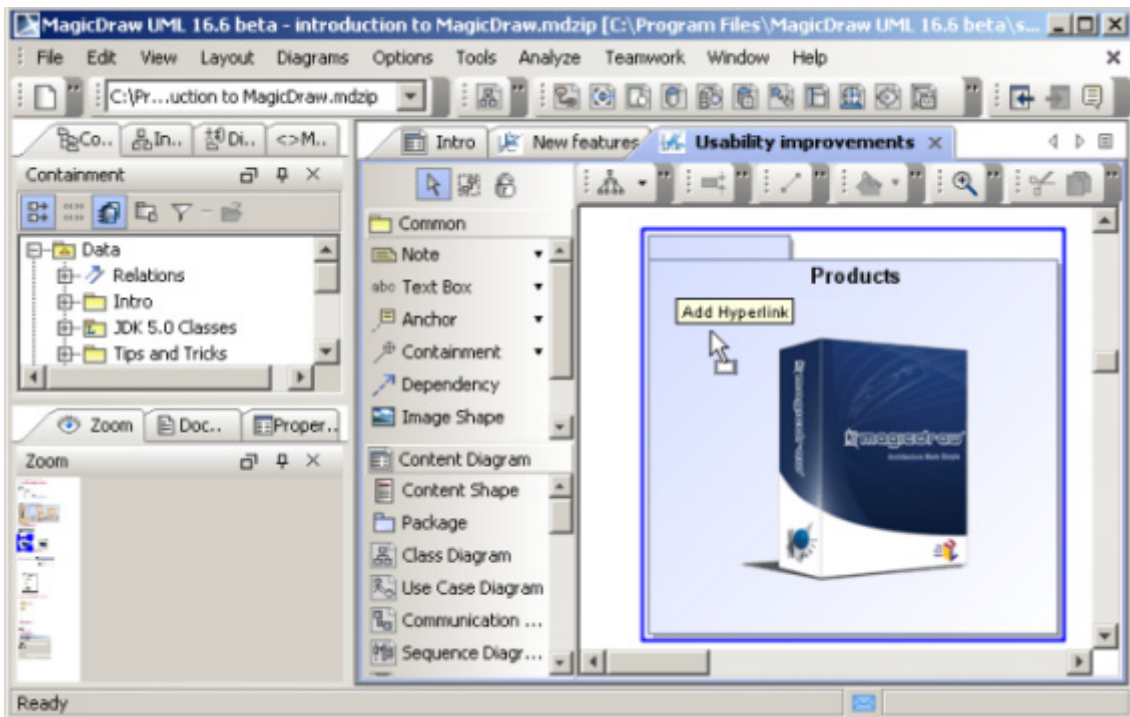 MagicDraw UML 16.6 beta - introduction to MagicDraw.mdzip [C:\Program Files\MagicDraw UML 16.6 beta\s...
File Edit View Layout Diagrams Options Tools Analyze Teamwork Window Help
C:\Pr...uction to MagicDraw.mdzip
Co.. In.. Di.. <>M..
Containment
Data
Relations
Intro
JDK 5.0 Classes
Tips and Tricks
Zoom Doc.. Proper..
Zoom
Intro New features Usability improvements
Common
Note
abc Text Box
Anchor
Containment
Dependency
Image Shape
Content Diagram
Content Shape
Package
Class Diagram
Use Case Diagram
Communication ...
Sequence Diagr...
Products
Add Hyperlink
magicdraw
Architecture Made Simple
Ready